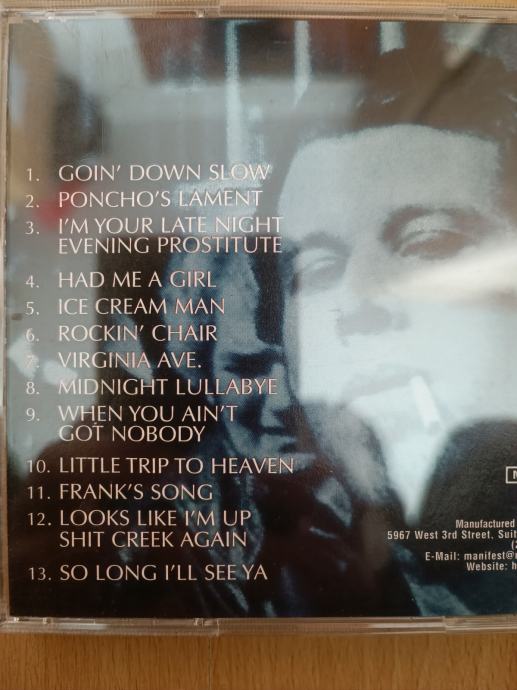 1. GOIN' DOWN SLOW
2. PONCHO'S LAMENT
3. I'M YOUR LATE NIGHT
EVENING PROSTITUTE
4. HAD ME A GIRL
5. ICE CREAM MAN
6. ROCKIN' CHAIR
7. VIRGINIA AVE.
8. MIDNIGHT LULLABYE
9. WHEN YOU AIN'T
GOT NOBODY
10. LITTLE TRIP TO HEAVEN
11. FRANK'S SONG
12. LOOKS LIKE I'M UP
SHIT CREEK AGAIN
13. SO LONG I'LL SEE YA
Manufactured
5967 West 3rd Street, Suit
(
E-Mail: manifest@
Website: h